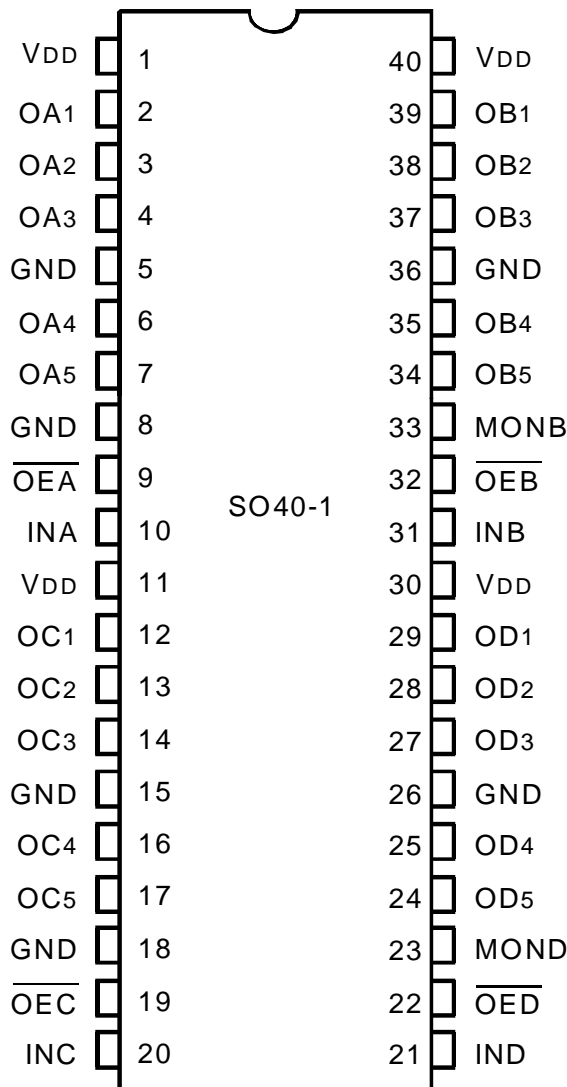 VDD 1 40 VDD
OA1 2 39 OB1
OA2 3 38 OB2
OA3 4 37 OB3
GND 5 36 GND
OA4 6 35 OB4
OA5 7 34 OB5
GND 8 33 MONB
OEA 9 32 OEB
SO40-1
INA 10 31 INB
VDD 11 30 VDD
OC1 12 29 OD1
OC2 13 28 OD2
OC3 14 27 OD3
GND 15 26 GND
OC4 16 25 OD4
OC5 17 24 OD5
GND 18 23 MOND
OEC 19 22 OED
INC 20 21 IND